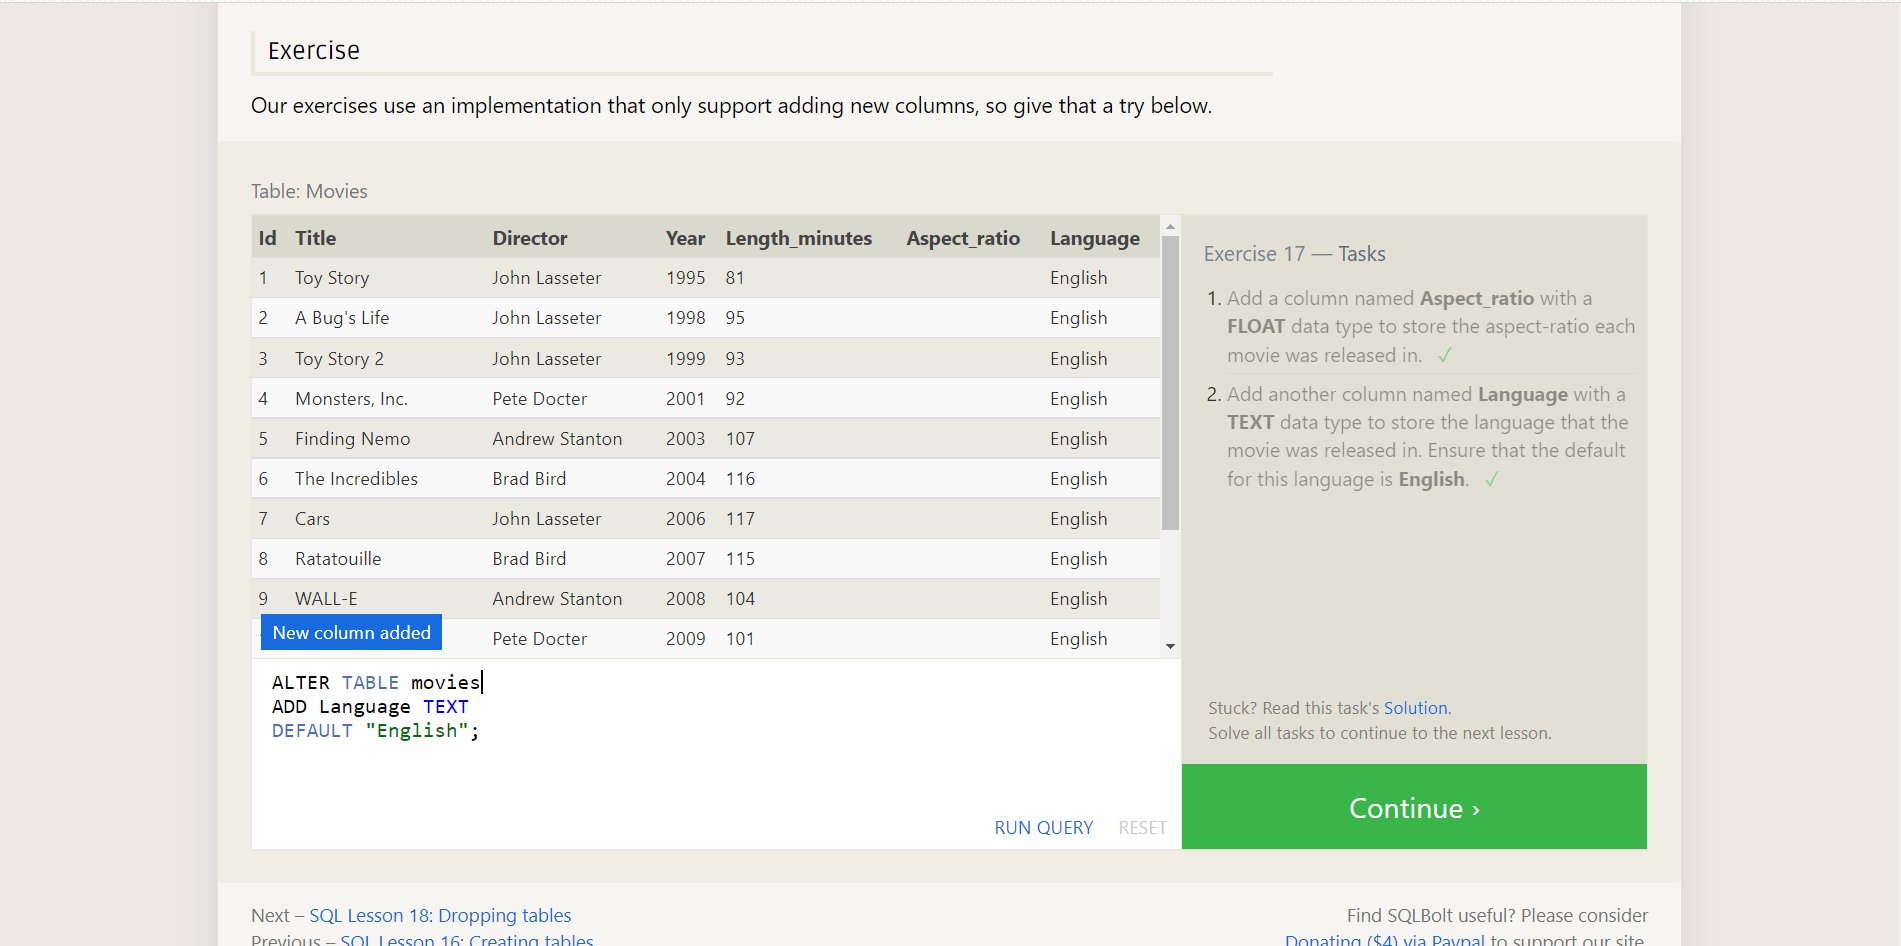 Exercise
Our exercises use an implementation that only support adding new columns, so give that a try below.
Table: Movies
Id Title Director Year Length_minutes Aspect_ratio Language
1 Toy Story John Lasseter 1995 81 English
2 A Bug's Life John Lasseter 1998 95 English
3 Toy Story 2 John Lasseter 1999 93 English
4 Monsters, Inc. Pete Docter 2001 92 English
5 Finding Nemo Andrew Stanton 2003 107 English
6 The Incredibles Brad Bird 2004 116 English
7 Cars John Lasseter 2006 117 English
8 Ratatouille Brad Bird 2007 115 English
9 WALL-E Andrew Stanton 2008 104 English
Pete Docter 2009 101 English
New column added
ALTER TABLE movies
ADD Language TEXT
DEFAULT "English";
RUN QUERY RESET
Exercise 17 — Tasks
1. Add a column named Aspect_ratio with a
FLOAT data type to store the aspect-ratio each
movie was released in. ✓
2. Add another column named Language with a
TEXT data type to store the language that the
movie was released in. Ensure that the default
for this language is English. ✓
Stuck? Read this task's Solution.
Solve all tasks to continue to the next lesson.
Continue ›
Next – SQL Lesson 18: Dropping tables
Previous – SQL Lesson 16: Creating tables
Find SQLBolt useful? Please consider
Donating ($4) via Paypal to support our site.